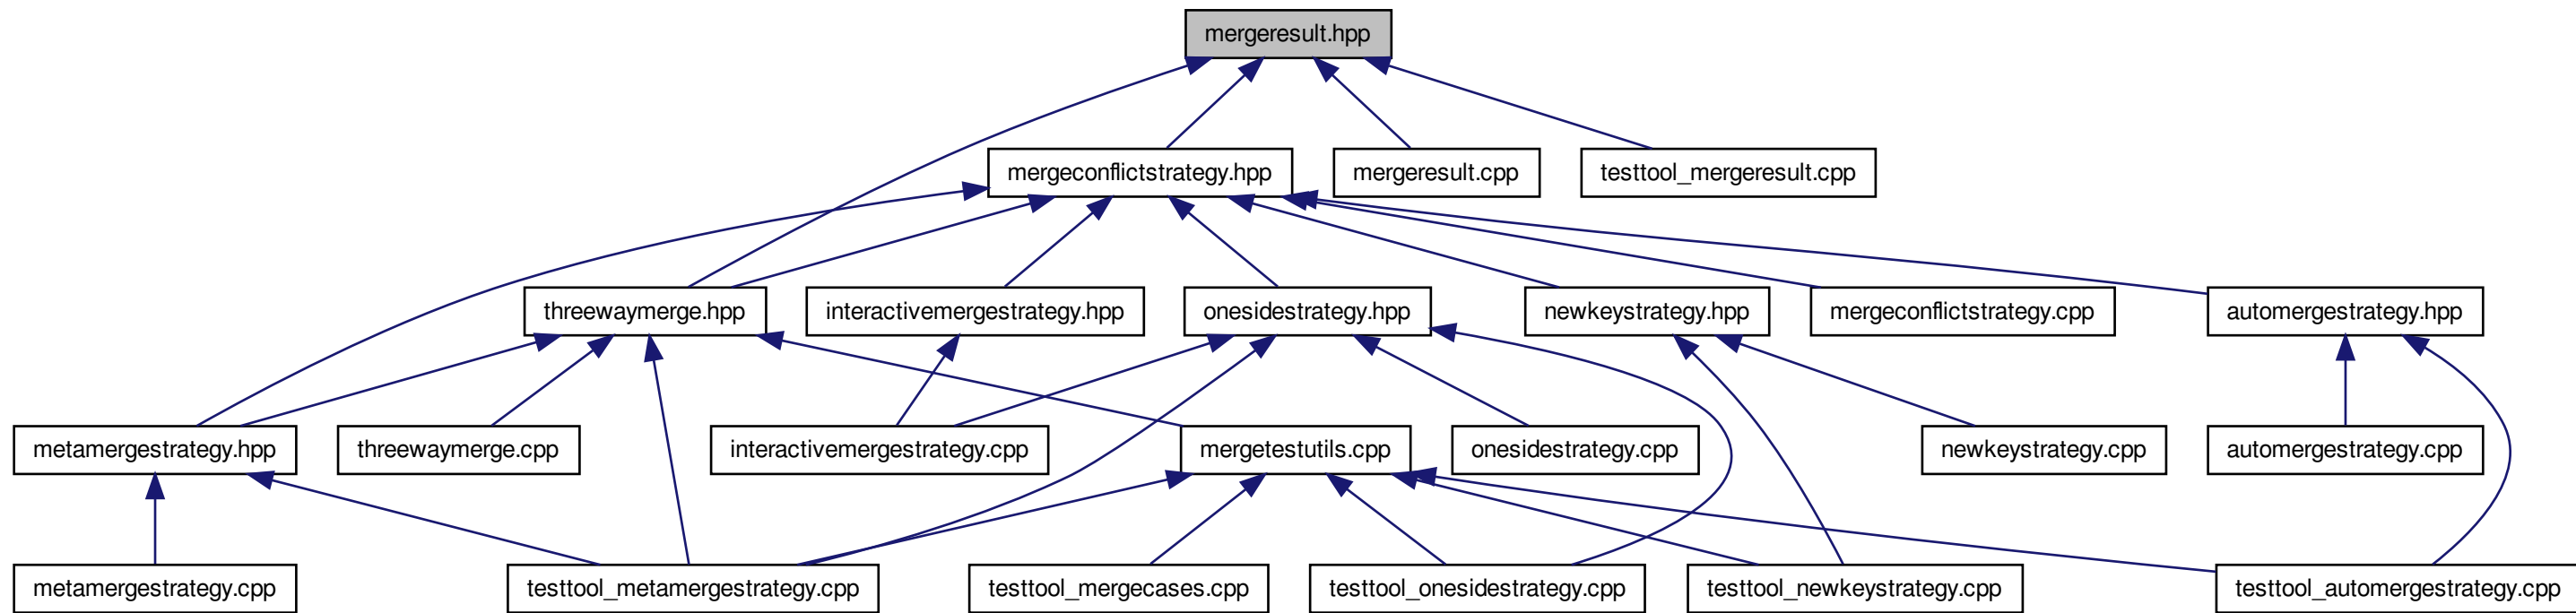 mergeresult.hpp
mergeconflictstrategy.hpp
mergeresult.cpp
testtool_mergeresult.cpp
threewaymerge.hpp
interactivemergestrategy.hpp
onesidestrategy.hpp
newkeystrategy.hpp
mergeconflictstrategy.cpp
automergestrategy.hpp
metamergestrategy.hpp
threewaymerge.cpp
interactivemergestrategy.cpp
mergetestutils.cpp
onesidestrategy.cpp
newkeystrategy.cpp
automergestrategy.cpp
metamergestrategy.cpp
testtool_metamergestrategy.cpp
testtool_mergecases.cpp
testtool_onesidestrategy.cpp
testtool_newkeystrategy.cpp
testtool_automergestrategy.cpp